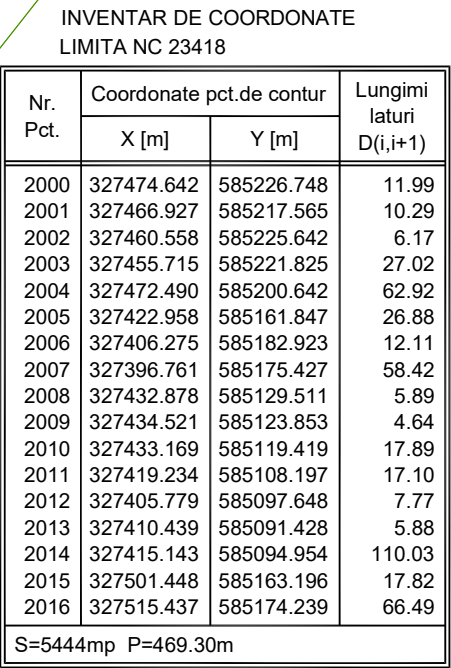 INVENTAR DE COORDONATE
LIMITA NC 23418
Nr. Pct. Coordonate pct.de contur Lungimi laturi D(i,i+1)
X [m] Y [m]
2000 327474.642 585226.748 11.99
2001 327466.927 585217.565 10.29
2002 327460.558 585225.642 6.17
2003 327455.715 585221.825 27.02
2004 327472.490 585200.642 62.92
2005 327422.958 585161.847 26.88
2006 327406.275 585182.923 12.11
2007 327396.761 585175.427 58.42
2008 327432.878 585129.511 5.89
2009 327434.521 585123.853 4.64
2010 327433.169 585119.419 17.89
2011 327419.234 585108.197 17.10
2012 327405.779 585097.648 7.77
2013 327410.439 585091.428 5.88
2014 327415.143 585094.954 110.03
2015 327501.448 585163.196 17.82
2016 327515.437 585174.239 66.49
S=5444mp P=469.30m